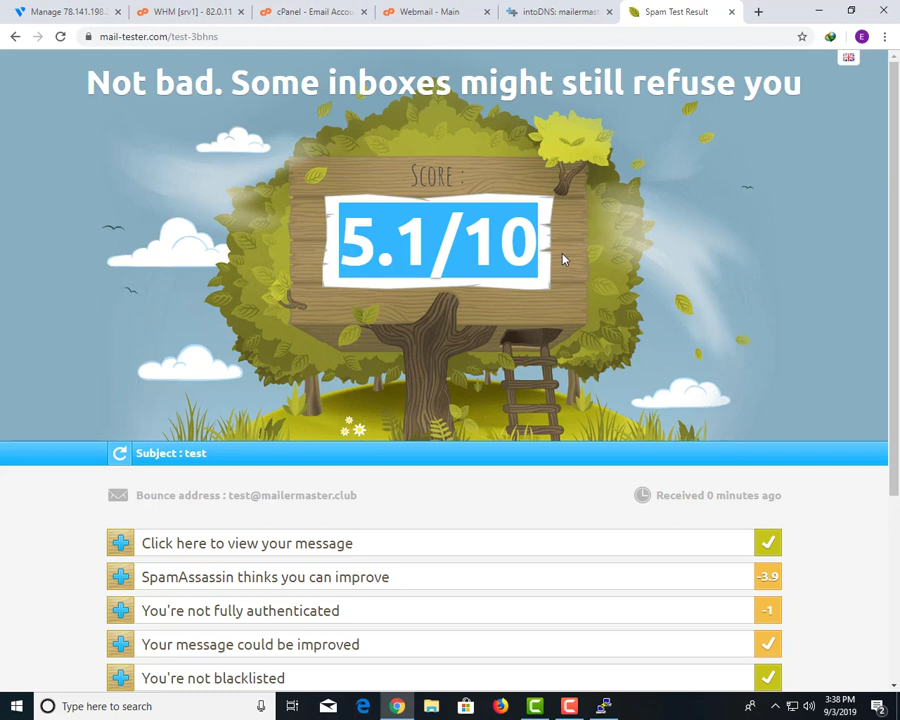 Manage 78.141.198.
WHM [srv1] - 82.0.11
cPanel - Email Accou
Webmail - Main
intoDNS: mailermast
Spam Test Result
mail-tester.com/test-3bhns
E
Not bad. Some inboxes might still refuse you
SCORE :
5.1/10
Subject : test
Bounce address : test@mailermaster.club
Received 0 minutes ago
Click here to view your message
SpamAssassin thinks you can improve
-3.9
You're not fully authenticated
-1
Your message could be improved
You're not blacklisted
Type here to search
3:38 PM
9/3/2019
2